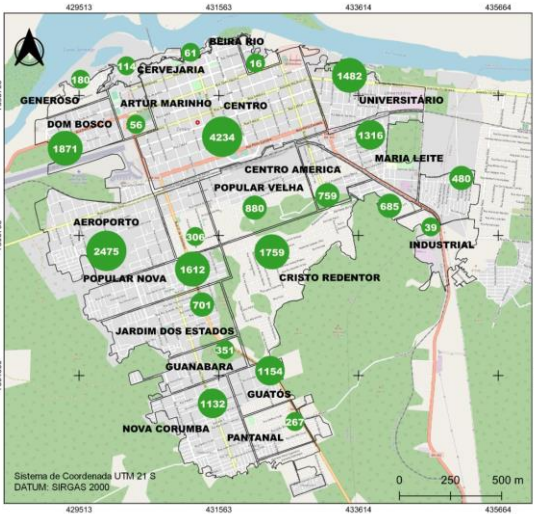 429513 431563 433614 435664
BEIRA RIO
61
114
16
CERVEJARIA
1482
180
GENEROSO
ARTUR MARINHO CENTRO
UNIVERSITÁRIO
DOM BOSCO
56
4234
1316
1871
MARIA LEITE
CENTRO AMERICA
480
POPULAR VELHA
759
880
685
AEROPORTO
39
306
INDUSTRIAL
2475
1759
1612
POPULAR NOVA
CRISTO REDENTOR
701
JARDIM DOS ESTADOS
351
GUANABARA
1154
GUATÓS
1132
267
NOVA CORUMBA
PANTANAL
Sistema de Coordenada UTM 21 S
DATUM: SIRGAS 2000
0 250 500 m
429513 431563 433614 435664